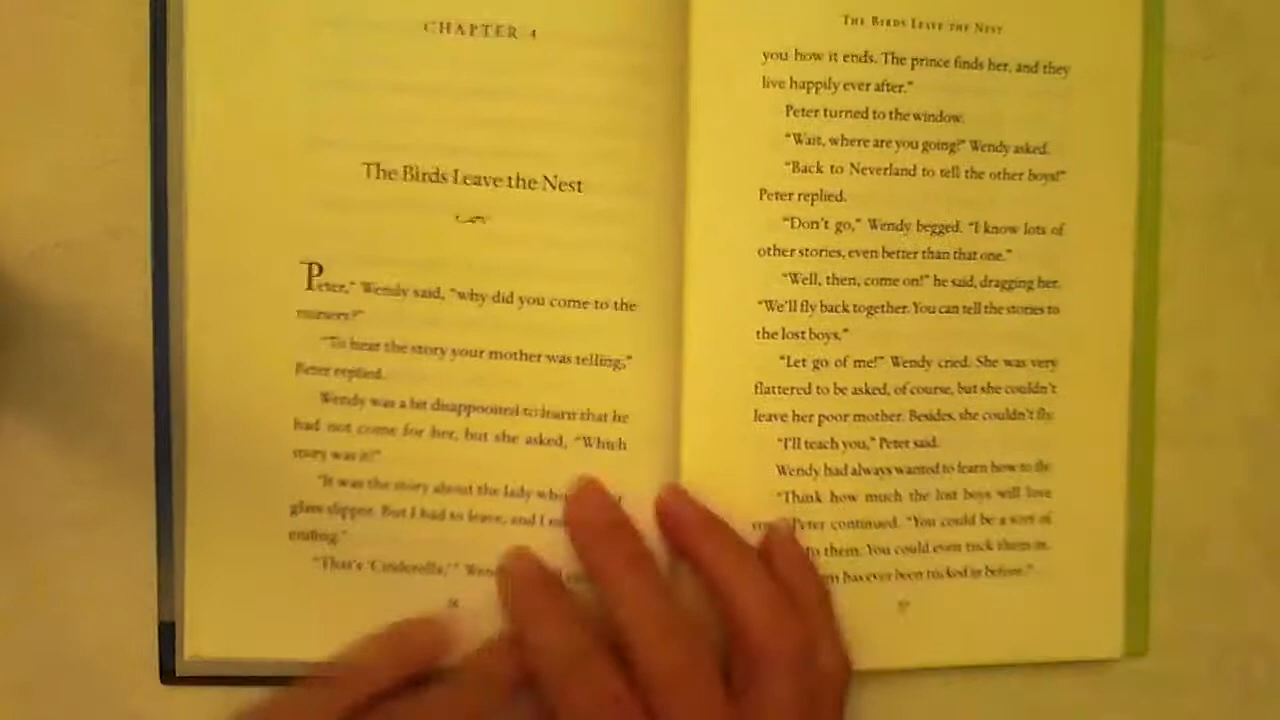 CHAPTER 4
The Birds Leave the Nest
Peter," Wendy said, "why did you come to the
nursery?"
"To hear the story your mother was telling,"
Peter replied.
Wendy was a bit disappointed to learn that he
had not come for her, but she asked, "Which
story was it?"
"It was the story about the lady who
glass slipper. But I had to leave, and I
ending."
"That's 'Cinderella,'"
THE BIRDS LEAVE THE NEST
you how it ends. The prince finds her, and they
live happily ever after."
Peter turned to the window.
"Wait, where are you going?" Wendy asked.
"Back to Neverland to tell the other boys!"
Peter replied.
"Don't go," Wendy begged. "I know lots of
other stories, even better than that one."
"Well, then, come on!" he said, dragging her.
"We'll fly back together. You can tell the stories to
the lost boys."
"Let go of me!" Wendy cried. She was very
flattered to be asked, of course, but she couldn't
leave her poor mother. Besides, she couldn't fly.
"I'll teach you," Peter said.
Wendy had always wanted to learn how to fly.
"Think how much the lost boys will love
Peter continued. "You could be a sort of
to them. You could even tuck them in.
has ever been tucked in before."